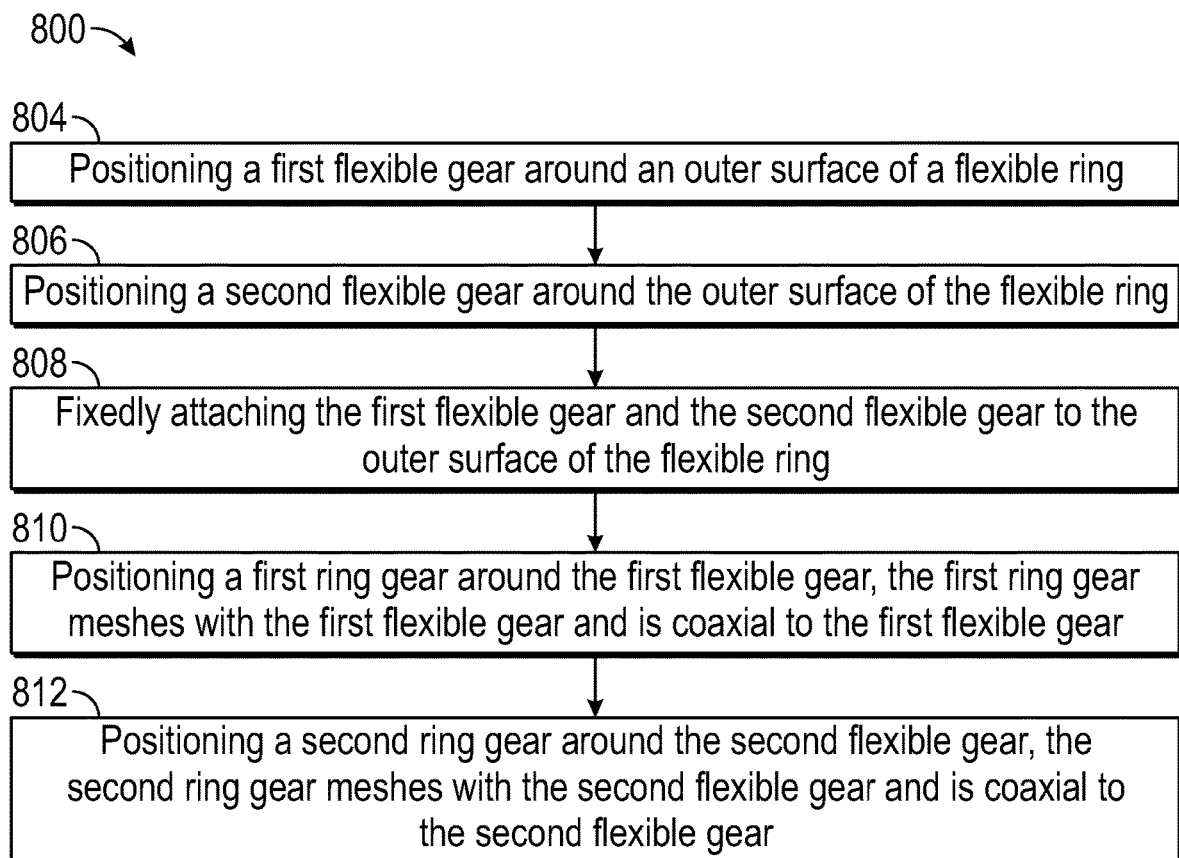 800
804
Positioning a first flexible gear around an outer surface of a flexible ring
806
Positioning a second flexible gear around the outer surface of the flexible ring
808
Fixedly attaching the first flexible gear and the second flexible gear to the
outer surface of the flexible ring
810
Positioning a first ring gear around the first flexible gear, the first ring gear
meshes with the first flexible gear and is coaxial to the first flexible gear
812
Positioning a second ring gear around the second flexible gear, the
second ring gear meshes with the second flexible gear and is coaxial to
the second flexible gear